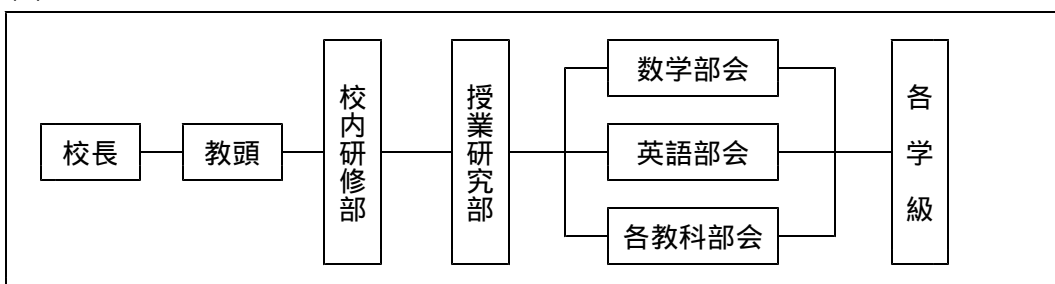 校長
教頭
校内研修部
授業研究部
数学部会
英語部会
各教科部会
各学級